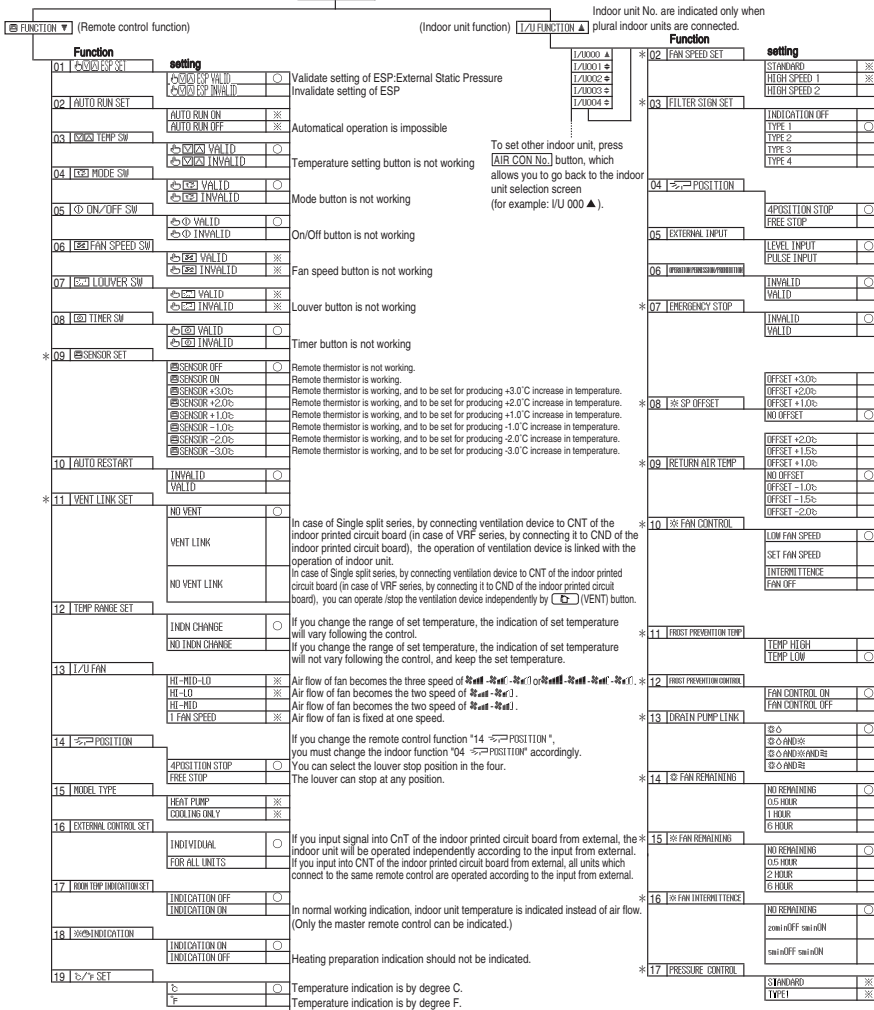 Indoor unit No. are indicated only when
FUNCTION ▼ (Remote control function)
(Indoor unit function) I/U FUNCTION ▲ plural indoor units are connected.
Function
setting
01 ESP SET
ESP VALID ○ Validate setting of ESP:External Static Pressure
ESP INVALID Invalidate setting of ESP
02 AUTO RUN SET
AUTO RUN ON ※
AUTO RUN OFF ※ Automatical operation is impossible
03 TEMP SW
VALID ○
INVALID Temperature setting button is not working
04 MODE SW
VALID ○
INVALID Mode button is not working
05 ON/OFF SW
VALID ○
INVALID On/Off button is not working
06 FAN SPEED SW
VALID ※
INVALID ※ Fan speed button is not working
07 LOUVER SW
VALID ※
INVALID ※ Louver button is not working
08 TIMER SW
VALID ○
INVALID Timer button is not working
* 09 SENSOR SET
SENSOR OFF ○ Remote thermistor is not working.
SENSOR ON Remote thermistor is working.
SENSOR +3.0℃ Remote thermistor is working, and to be set for producing +3.0°C increase in temperature.
SENSOR +2.0℃ Remote thermistor is working, and to be set for producing +2.0°C increase in temperature.
SENSOR +1.0℃ Remote thermistor is working, and to be set for producing +1.0°C increase in temperature.
SENSOR -1.0℃ Remote thermistor is working, and to be set for producing -1.0°C increase in temperature.
SENSOR -2.0℃ Remote thermistor is working, and to be set for producing -2.0°C increase in temperature.
SENSOR -3.0℃ Remote thermistor is working, and to be set for producing -3.0°C increase in temperature.
10 AUTO RESTART
INVALID ○
VALID
* 11 VENT LINK SET
NO VENT ○
VENT LINK
In case of Single split series, by connecting ventilation device to CNT of the
indoor printed circuit board (in case of VRF series, by connecting it to CND of the
indoor printed circuit board), the operation of ventilation device is linked with the
operation of indoor unit.
NO VENT LINK
In case of Single split series, by connecting ventilation device to CNT of the indoor printed
circuit board (in case of VRF series, by connecting it to CND of the indoor printed circuit
board), you can operate /stop the ventilation device independently by (VENT) button.
12 TEMP RANGE SET
INDN CHANGE ○ If you change the range of set temperature, the indication of set temperature
will vary following the control.
NO INDN CHANGE If you change the range of set temperature, the indication of set temperature
will not vary following the control, and keep the set temperature.
13 I/U FAN
HI-MID-LO ※ Air flow of fan becomes the three speed of - - or - - - .
HI-LO ※ Air flow of fan becomes the two speed of - .
HI-MID ※ Air flow of fan becomes the two speed of - .
1 FAN SPEED ※ Air flow of fan is fixed at one speed.
14 POSITION
If you change the remote control function "14 POSITION ",
you must change the indoor function "04 POSITION" accordingly.
4POSITION STOP ○ You can select the louver stop position in the four.
FREE STOP The louver can stop at any position.
15 MODEL TYPE
HEAT PUMP ※
COOLING ONLY ※
16 EXTERNAL CONTROL SET
INDIVIDUAL ○ If you input signal into CnT of the indoor printed circuit board from external, the
indoor unit will be operated independently according to the input from external.
FOR ALL UNITS If you input into CNT of the indoor printed circuit board from external, all units which
connect to the same remote control are operated according to the input from external.
17 ROOM TEMP INDICATION SET
INDICATION OFF ○
INDICATION ON In normal working indication, indoor unit temperature is indicated instead of air flow.
(Only the master remote control can be indicated.)
18 INDICATION
INDICATION ON ○
INDICATION OFF Heating preparation indication should not be indicated.
19 ℃/℉ SET
℃ ○ Temperature indication is by degree C.
℉ Temperature indication is by degree F.
I/U000 ▲
I/U001
I/U002
I/U003
I/U004
To set other indoor unit, press
AIR CON No. button, which
allows you to go back to the indoor
unit selection screen
(for example: I/U 000 ▲).
Function
setting
* 02 FAN SPEED SET
STANDARD ※
HIGH SPEED 1 ※
HIGH SPEED 2
* 03 FILTER SIGN SET
INDICATION OFF
TYPE 1 ○
TYPE 2
TYPE 3
TYPE 4
04 POSITION
4POSITION STOP ○
FREE STOP
05 EXTERNAL INPUT
LEVEL INPUT ○
PULSE INPUT
06 OPERATION PERMISSION/PROHIBITION
INVALID ○
VALID
* 07 EMERGENCY STOP
INVALID ○
VALID
* 08 SP OFFSET
OFFSET +3.0℃
OFFSET +2.0℃
OFFSET +1.0℃
NO OFFSET ○
* 09 RETURN AIR TEMP
OFFSET +2.0℃
OFFSET +1.5℃
OFFSET +1.0℃
NO OFFSET ○
OFFSET -1.0℃
OFFSET -1.5℃
OFFSET -2.0℃
* 10 FAN CONTROL
LOW FAN SPEED ○
SET FAN SPEED
INTERMITTENCE
FAN OFF
* 11 FROST PREVENTION TEMP
TEMP HIGH
TEMP LOW ○
* 12 FROST PREVENTION CONTROL
FAN CONTROL ON ○
FAN CONTROL OFF
* 13 DRAIN PUMP LINK
○
AND
AND AND
AND
* 14 FAN REMAINING
NO REMAINING ○
0.5 HOUR
1 HOUR
6 HOUR
* 15 FAN REMAINING
NO REMAINING ○
0.5 HOUR
2 HOUR
6 HOUR
* 16 FAN INTERMITTENCE
NO REMAINING ○
zominOFF sminON
sminOFF sminON
* 17 PRESSURE CONTROL
STANDARD ※
TYPE1 ※